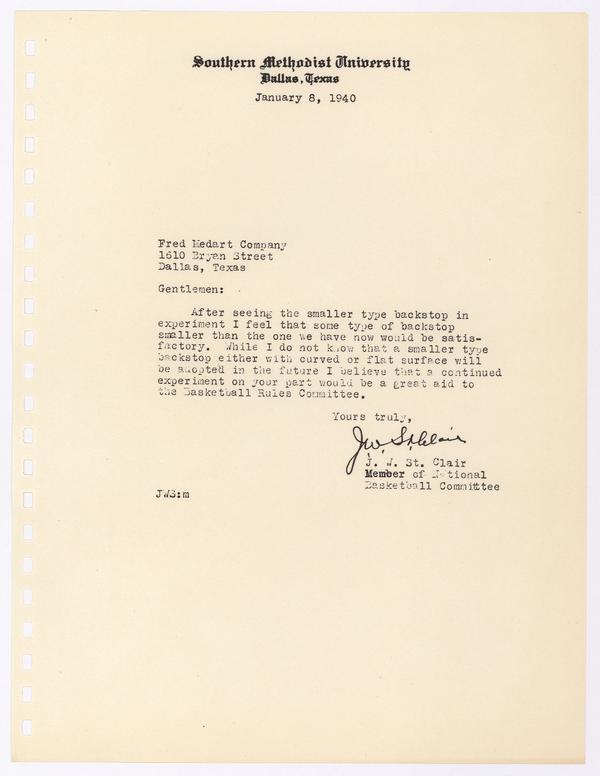 Southern Methodist University
Dallas, Texas
January 8, 1940
Fred Medart Company
1610 Bryan Street
Dallas, Texas
Gentlemen:
After seeing the smaller type backstop in
experiment I feel that some type of backstop
smaller than the one we have now would be satis-
factory. While I do not know that a smaller type
backstop either with curved or flat surface will
be adopted in the future I believe that a continued
experiment on your part would be a great aid to
the Basketball Rules Committee.
Yours truly,
J.W. St.Clair
J. W. St. Clair
Member of National
Basketball Committee
JWS:m